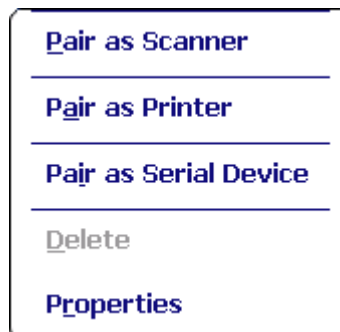 Pair as Scanner
Pair as Printer
Pair as Serial Device
Delete
Properties